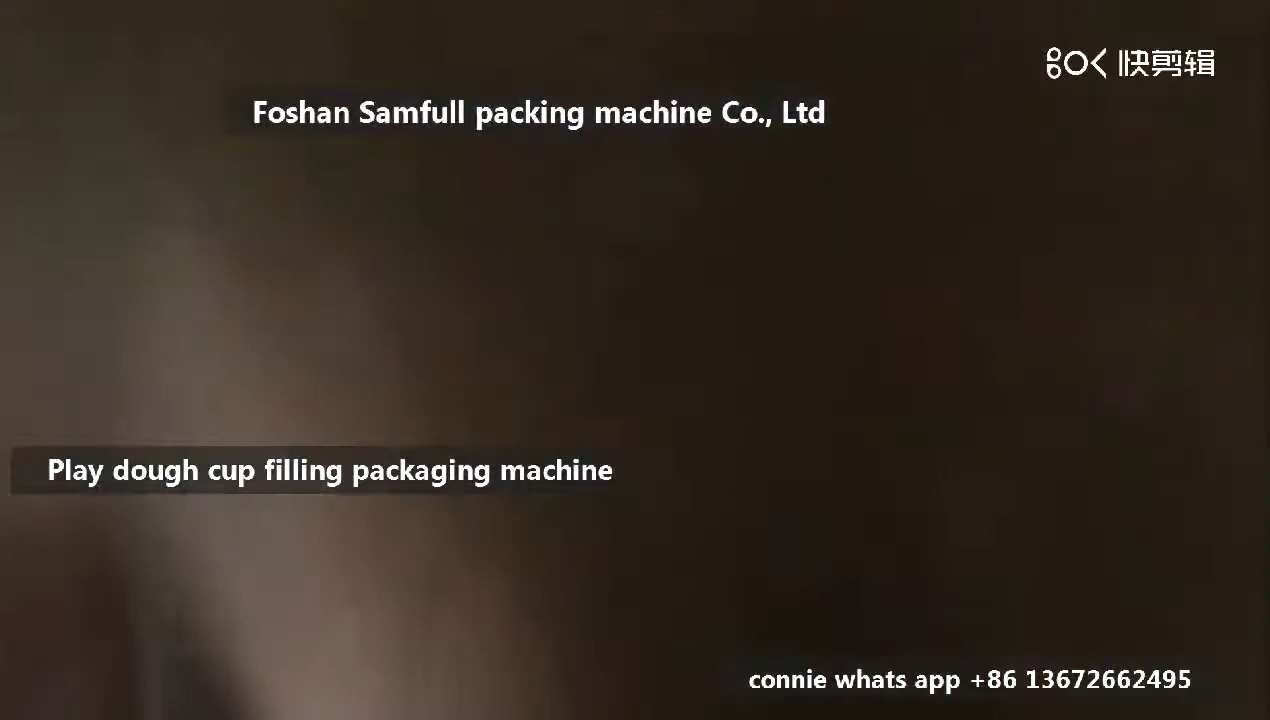 快剪辑
Foshan Samfull packing machine Co., Ltd
Play dough cup filling packaging machine
connie whats app +86 13672662495